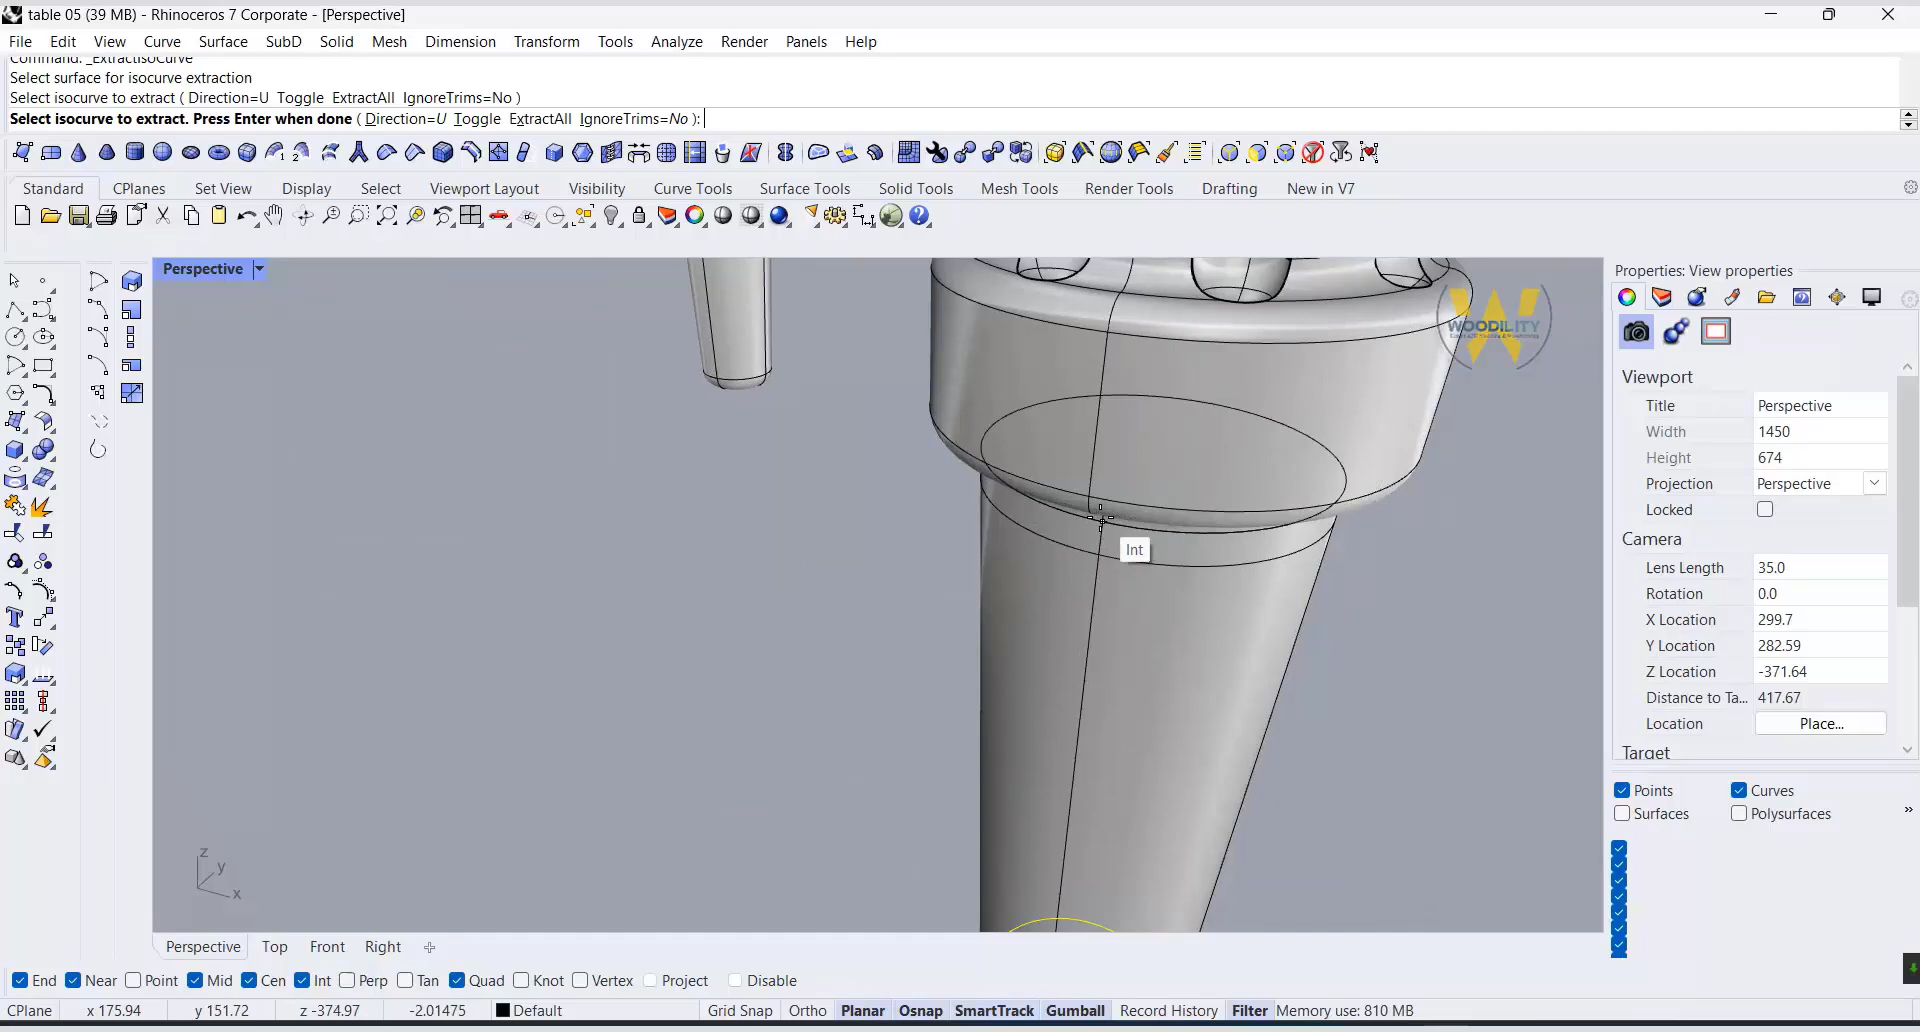 table 05 (39 MB) - Rhinoceros 7 Corporate - [Perspective]
File Edit View Curve Surface SubD Solid Mesh Dimension Transform Tools Analyze Render Panels Help
Command: _ExtractIsoCurve
Select surface for isocurve extraction
Select isocurve to extract ( Direction=U Toggle ExtractAll IgnoreTrims=No )
Select isocurve to extract. Press Enter when done ( Direction=U Toggle ExtractAll IgnoreTrims=No ):
Standard CPlanes Set View Display Select Viewport Layout Visibility Curve Tools Surface Tools Solid Tools Mesh Tools Render Tools Drafting New in V7
Perspective
WOODILITY
Int
z
y
x
Properties: View properties
Viewport
Title Perspective
Width 1450
Height 674
Projection Perspective
Locked
Camera
Lens Length 35.0
Rotation 0.0
X Location 299.7
Y Location 282.59
Z Location -371.64
Distance to Ta... 417.67
Location Place...
Target
Points Curves
Surfaces Polysurfaces
Perspective Top Front Right
End Near Point Mid Cen Int Perp Tan Quad Knot Vertex Project Disable
CPlane x 175.94 y 151.72 z -374.97 -2.01475 Default Grid Snap Ortho Planar Osnap SmartTrack Gumball Record History Filter Memory use: 810 MB